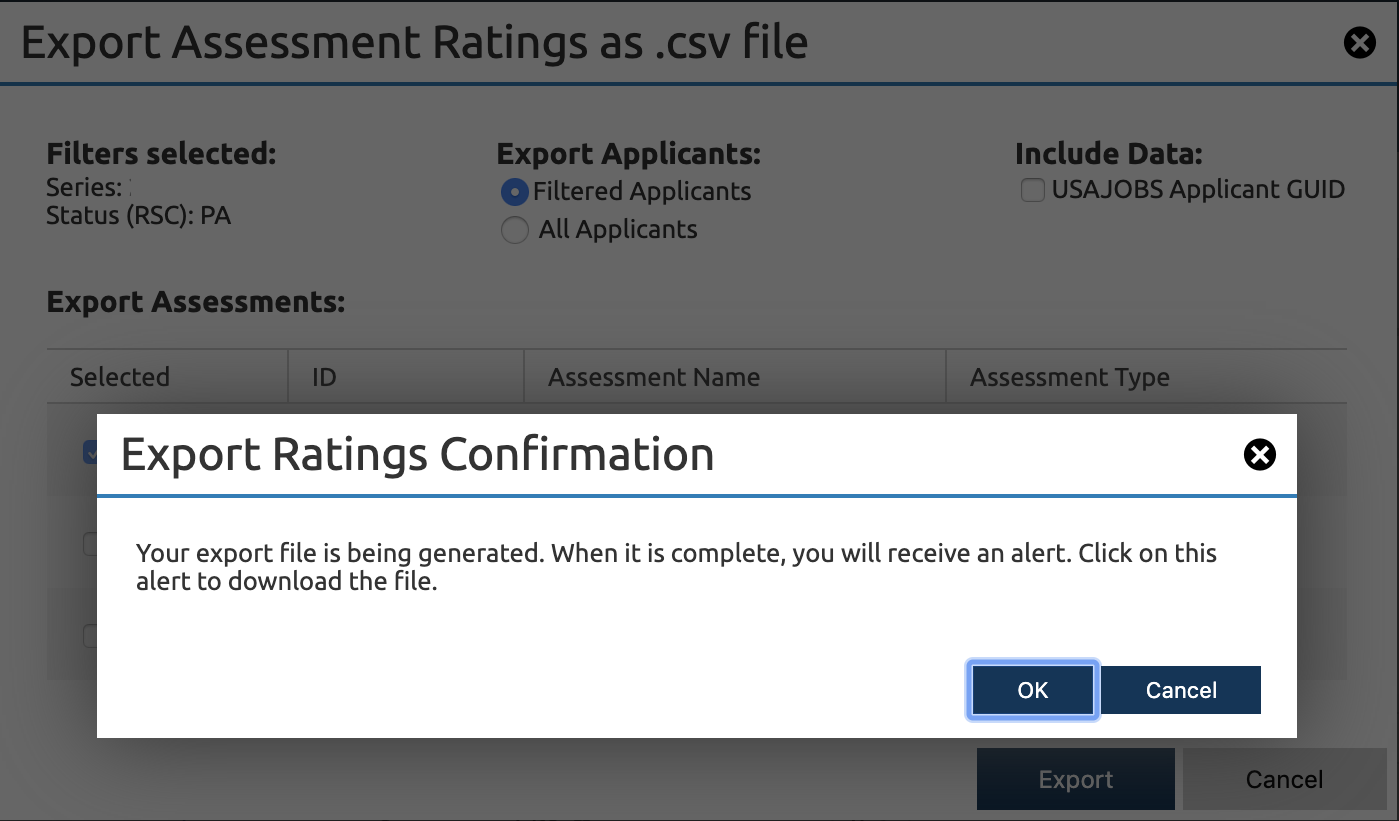 Export Assessment Ratings as .csv file
Filters selected:
Series:
Status (RSC): PA
Export Applicants:
Filtered Applicants
All Applicants
Include Data:
USAJOBS Applicant GUID
Export Assessments:
Selected ID Assessment Name Assessment Type
Export Ratings Confirmation
Your export file is being generated. When it is complete, you will receive an alert. Click on this
alert to download the file.
OK Cancel
Export Cancel